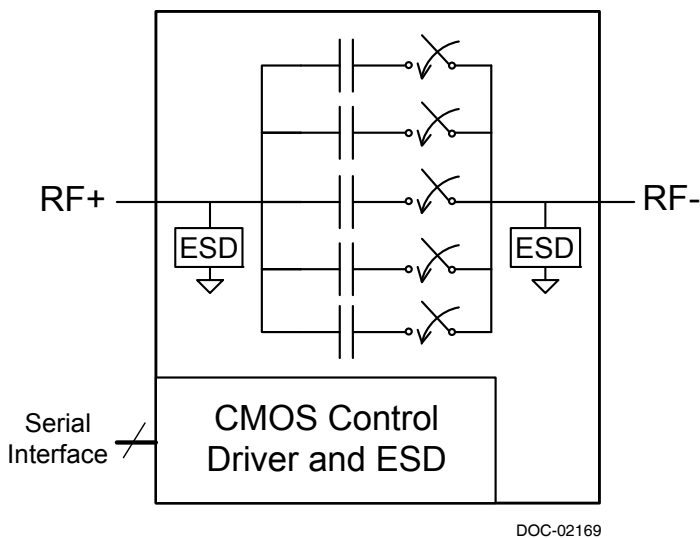 RF+
RF-
ESD
ESD
Serial
Interface
CMOS Control
Driver and ESD
DOC-02169